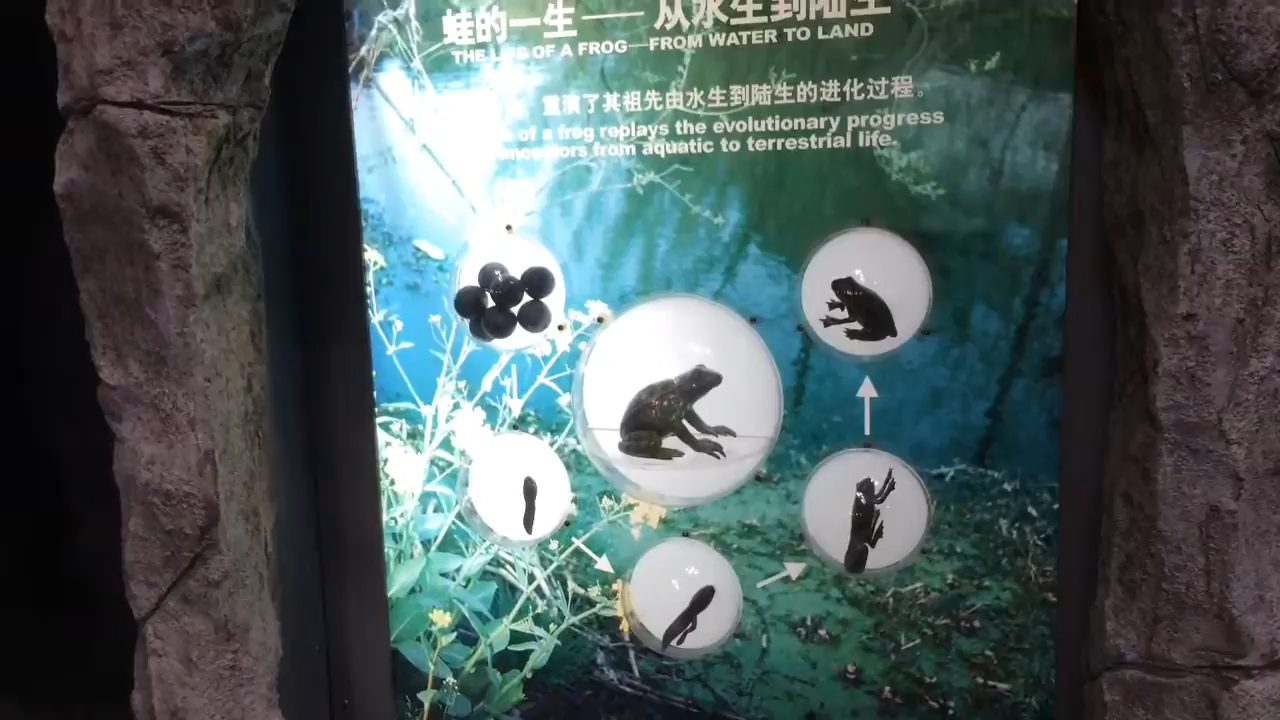 蛙的一生——从水生到陆生
THE LIFE OF A FROG—FROM WATER TO LAND
重演了其祖先由水生到陆生的进化过程。
of a frog replays the evolutionary progress
ancestors from aquatic to terrestrial life.